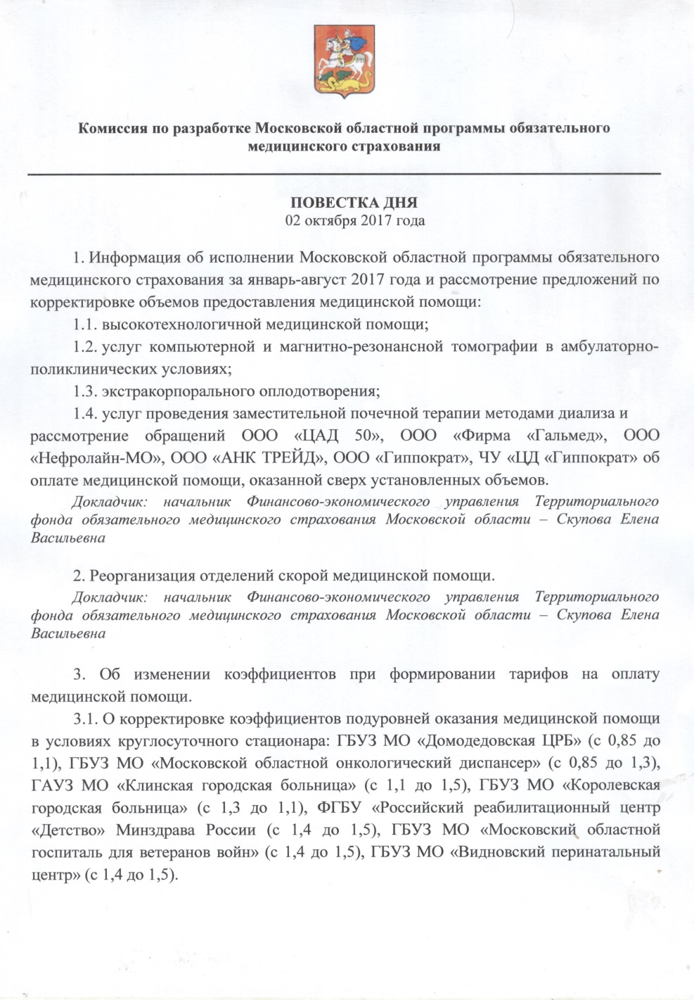 Комиссия по разработке Московской областной программы обязательного
медицинского страхования
ПОВЕСТКА ДНЯ
02 октября 2017 года
1. Информация об исполнении Московской областной программы обязательного
медицинского страхования за январь-август 2017 года и рассмотрение предложений по
корректировке объемов предоставления медицинской помощи:
1.1. высокотехнологичной медицинской помощи;
1.2. услуг компьютерной и магнитно-резонансной томографии в амбулаторно-
поликлинических условиях;
1.3. экстракорпорального оплодотворения;
1.4. услуг проведения заместительной почечной терапии методами диализа и
рассмотрение обращений ООО «ЦАД 50», ООО «Фирма «Гальмед», ООО
«Нефролайн-МО», ООО «АНК ТРЕЙД», ООО «Гиппократ», ЧУ «ЦД «Гиппократ» об
оплате медицинской помощи, оказанной сверх установленных объемов.
Докладчик: начальник Финансово-экономического управления Территориального
фонда обязательного медицинского страхования Московской области – Скупова Елена
Васильевна
2. Реорганизация отделений скорой медицинской помощи.
Докладчик: начальник Финансово-экономического управления Территориального
фонда обязательного медицинского страхования Московской области – Скупова Елена
Васильевна
3. Об изменении коэффициентов при формировании тарифов на оплату
медицинской помощи.
3.1. О корректировке коэффициентов подуровней оказания медицинской помощи
в условиях круглосуточного стационара: ГБУЗ МО «Домодедовская ЦРБ» (с 0,85 до
1,1), ГБУЗ МО «Московской областной онкологический диспансер» (с 0,85 до 1,3),
ГАУЗ МО «Клинская городская больница» (с 1,1 до 1,5), ГБУЗ МО «Королевская
городская больница» (с 1,3 до 1,1), ФГБУ «Российский реабилитационный центр
«Детство» Минздрава России (с 1,4 до 1,5), ГБУЗ МО «Московский областной
госпиталь для ветеранов войн» (с 1,4 до 1,5), ГБУЗ МО «Видновский перинатальный
центр» (с 1,4 до 1,5).